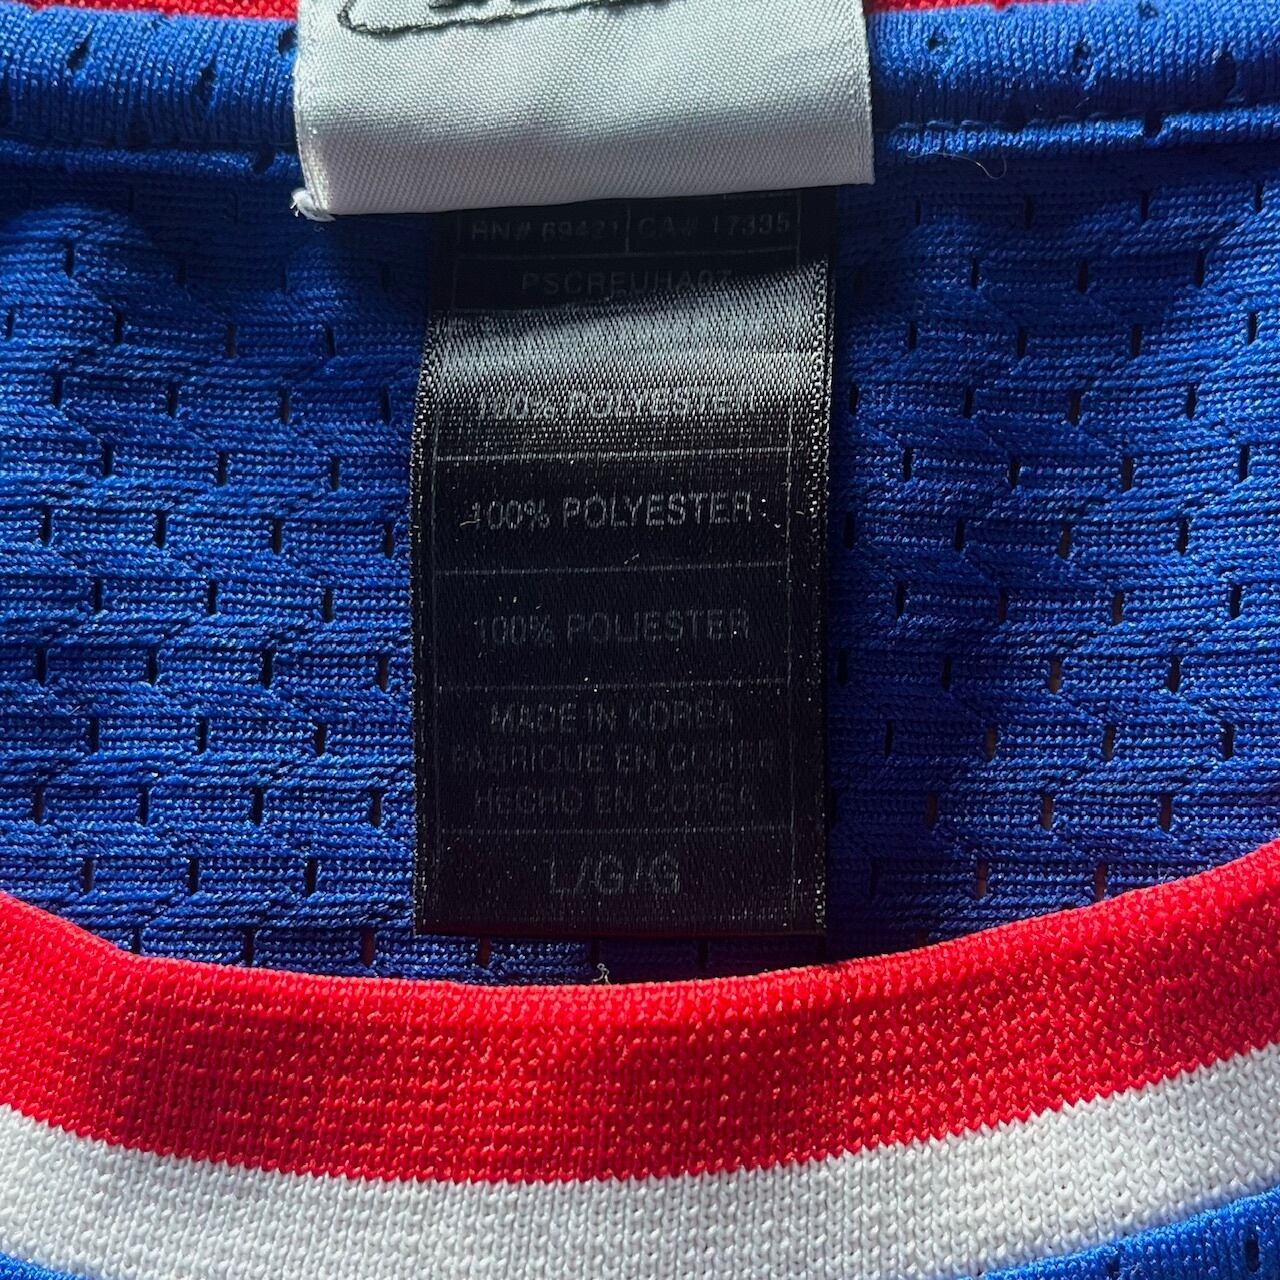 RN# 69421 CA# 17335
100% POLYESTER
100% POLYESTER
100% POLIESTER
MADE IN KOREA
FABRIQUE EN COREE
HECHO EN COREA
L/G/G